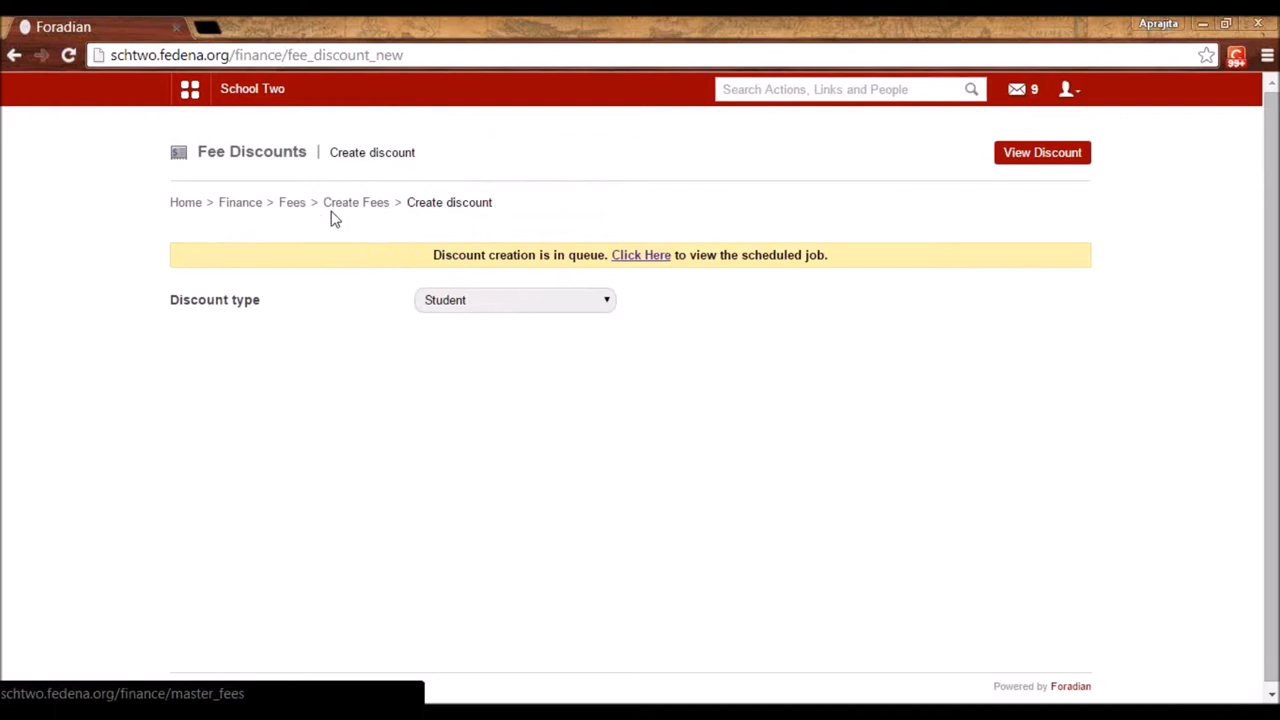 Foradian
Aprajita
schtwo.fedena.org/finance/fee_discount_new
99+
School Two
Search Actions, Links and People
9
Fee Discounts | Create discount
View Discount
Home > Finance > Fees > Create Fees > Create discount
Discount creation is in queue. Click Here to view the scheduled job.
Discount type
Student
Powered by Foradian
schtwo.fedena.org/finance/master_fees